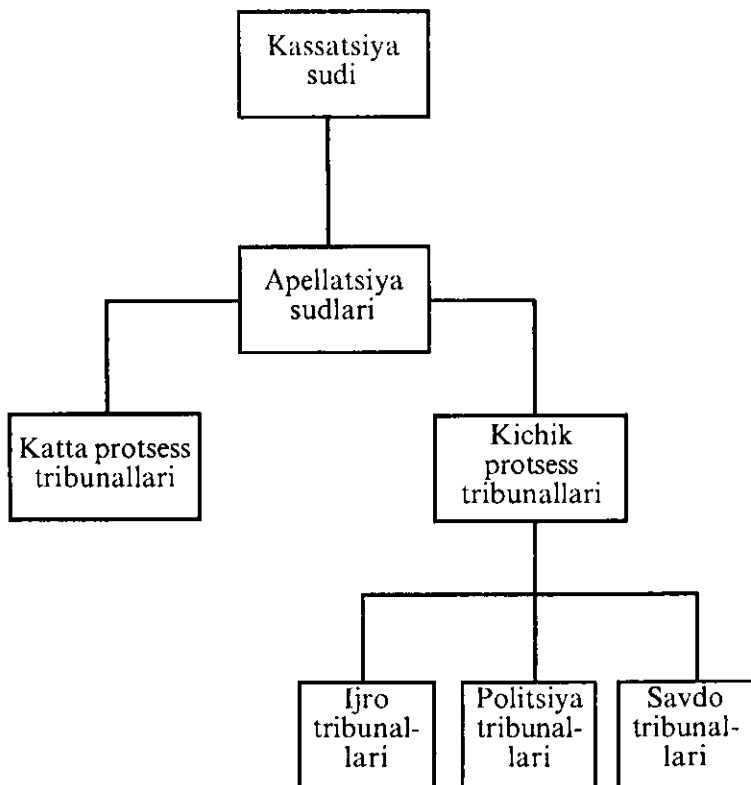 Kassatsiya
sudi
Apellatsiya
sudlari
Katta protsess
tribunallari
Kichik
protsess
tribunallari
Ijro
tribunal-
lari
Politsiya
tribunal-
lari
Savdo
tribunal-
lari